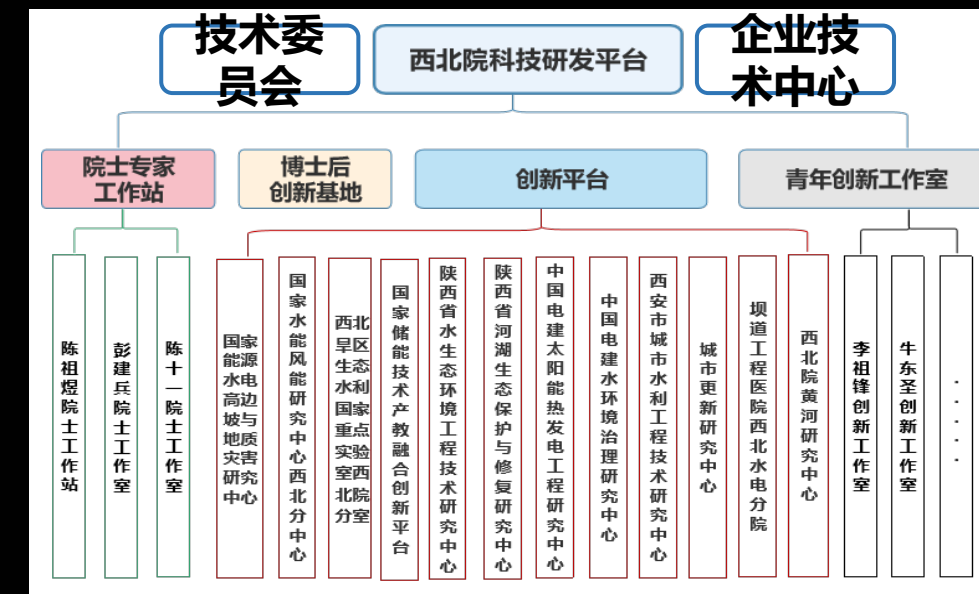 技术委
员会
西北院科技研发平台
企业技
术中心
院士专家
工作站
博士后
创新基地
创新平台
青年创新工作室
陈祖煜院士工作站
彭建兵院士工作室
陈十一院士工作室
国家能源水电高边坡与地质灾害研究中心
国家水能风能研究中心西北分中心
西北旱区生态水利国家重点实验室西北院分室
国家储能技术产教融合创新平台
陕西省水生态环境工程技术研究中心
陕西省河湖生态保护与修复研究中心
中国电建太阳能热发电工程研究中心
中国电建水环境治理研究中心
西安市城市水利工程技术研究中心
城市更新研究中心
坝道工程医院西北水电分院
西北院黄河研究中心
李祖锋创新工作室
牛东圣创新工作室
.....